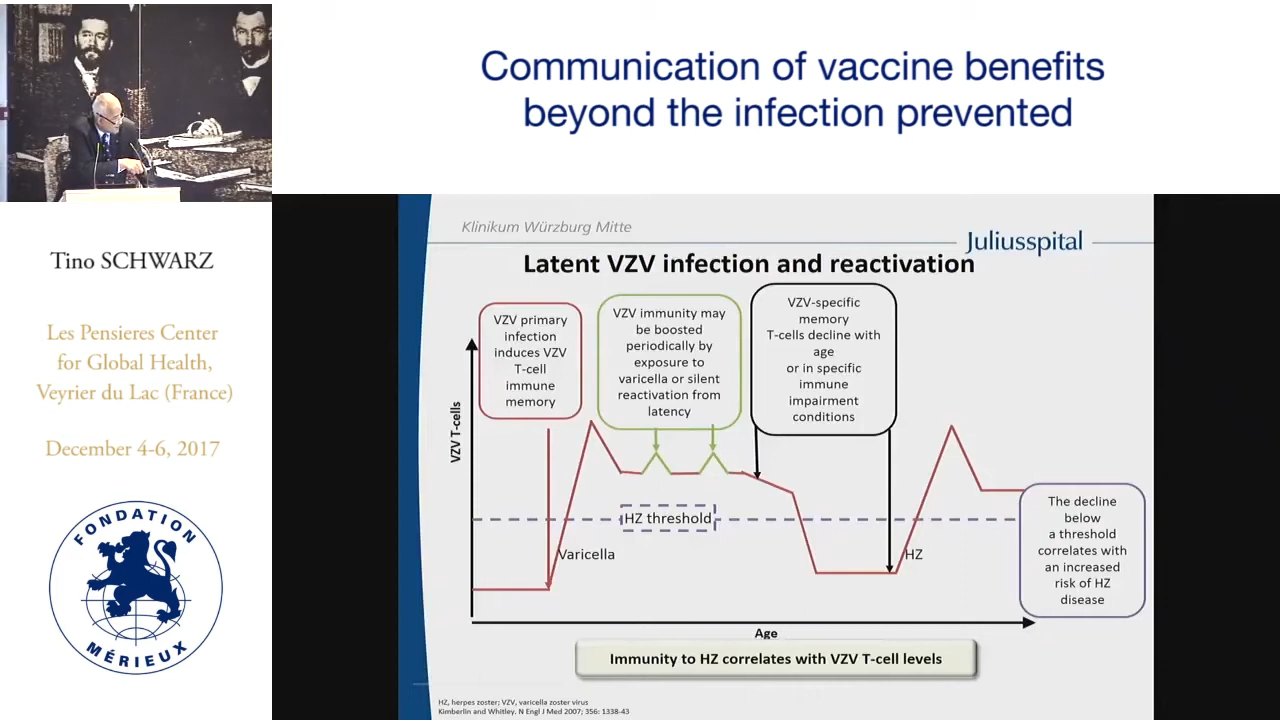 Communication of vaccine benefits
beyond the infection prevented
Tino SCHWARZ
Les Pensieres Center
for Global Health,
Veyrier du Lac (France)
December 4-6, 2017
FONDATION
MÉRIEUX
Klinikum Würzburg Mitte
Juliusspital
Latent VZV infection and reactivation
VZV primary
infection
induces VZV
T-cell
immune
memory
VZV immunity may
be boosted
periodically by
exposure to
varicella or silent
reactivation from
latency
VZV-specific
memory
T-cells decline with
age
or in specific
immune
impairment
conditions
VZV T-cells
HZ threshold
Varicella
HZ
The decline
below
a threshold
correlates with
an increased
risk of HZ
disease
Age
Immunity to HZ correlates with VZV T-cell levels
HZ, herpes zoster; VZV, varicella zoster virus
Kimberlin and Whitley. N Engl J Med 2007; 356: 1338-43